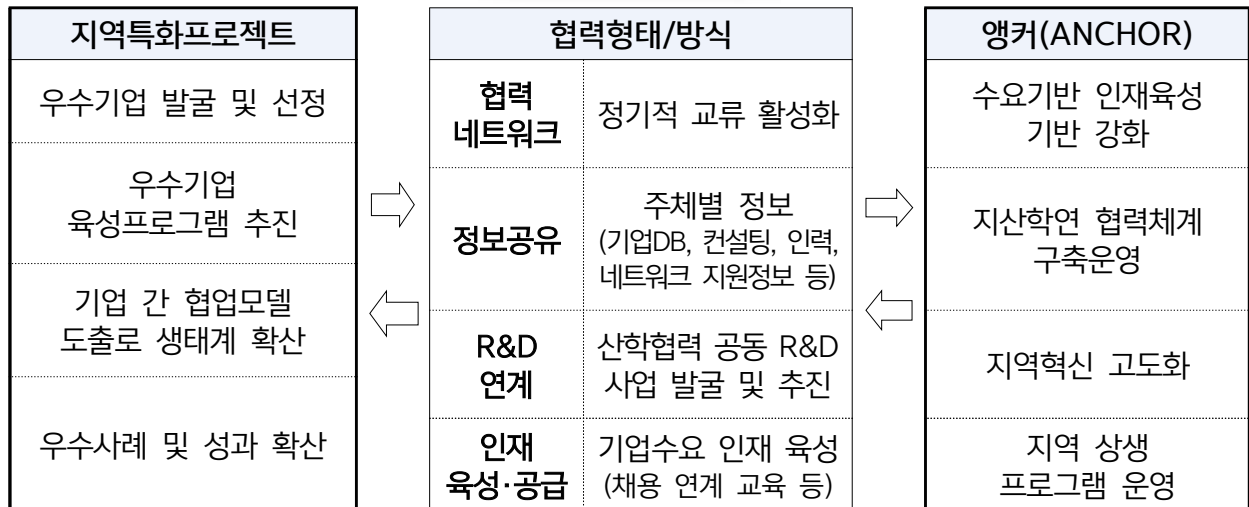 지역특화프로젝트
우수기업 발굴 및 선정
우수기업
육성프로그램 추진
기업 간 협업모델
도출로 생태계 확산
우수사례 및 성과 확산
협력형태/방식
협력
네트워크
정기적 교류 활성화
정보공유
주체별 정보
(기업DB, 컨설팅, 인력,
네트워크 지원정보 등)
R&D
연계
산학협력 공동 R&D
사업 발굴 및 추진
인재
육성·공급
기업수요 인재 육성
(채용 연계 교육 등)
앵커(ANCHOR)
수요기반 인재육성
기반 강화
지산학연 협력체계
구축운영
지역혁신 고도화
지역 상생
프로그램 운영